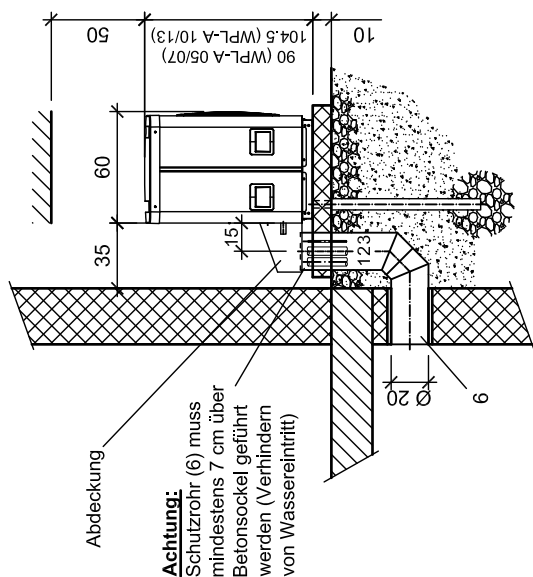 50
90 (WPL-A 05/07)
104.5 (WPL-A 10/13)
10
60
35
15
123
Abdeckung
Achtung:
Schutzrohr (6) muss
mindestens 7 cm über
Betonsockel geführt
werden (Verhindern
von Wassereintritt)
Ø 20
6